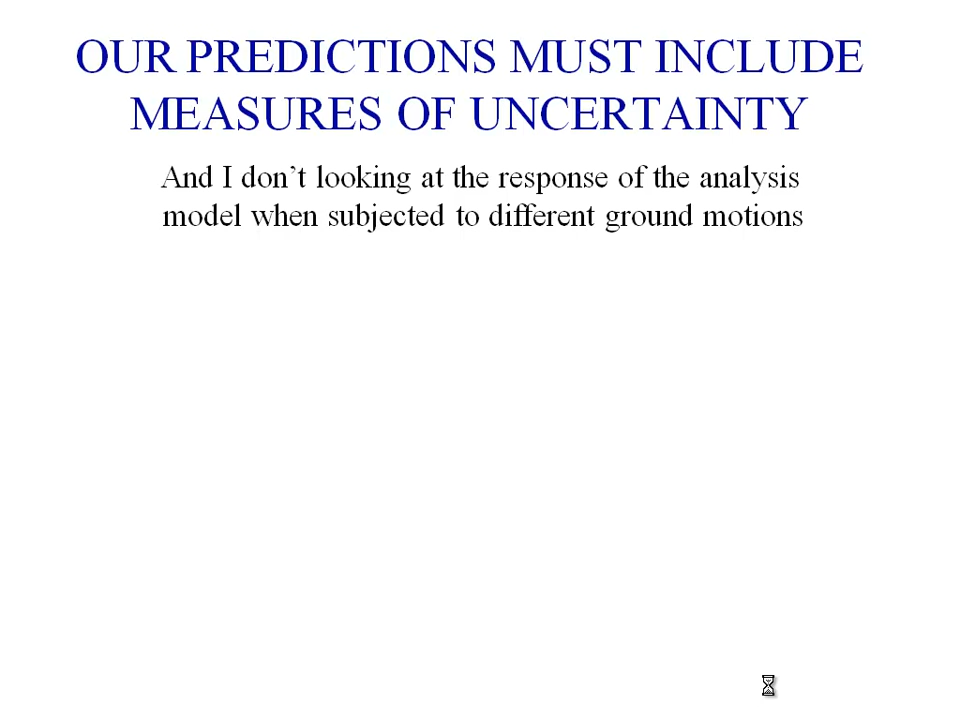 OUR PREDICTIONS MUST INCLUDE
MEASURES OF UNCERTAINTY
And I don’t looking at the response of the analysis
model when subjected to different ground motions